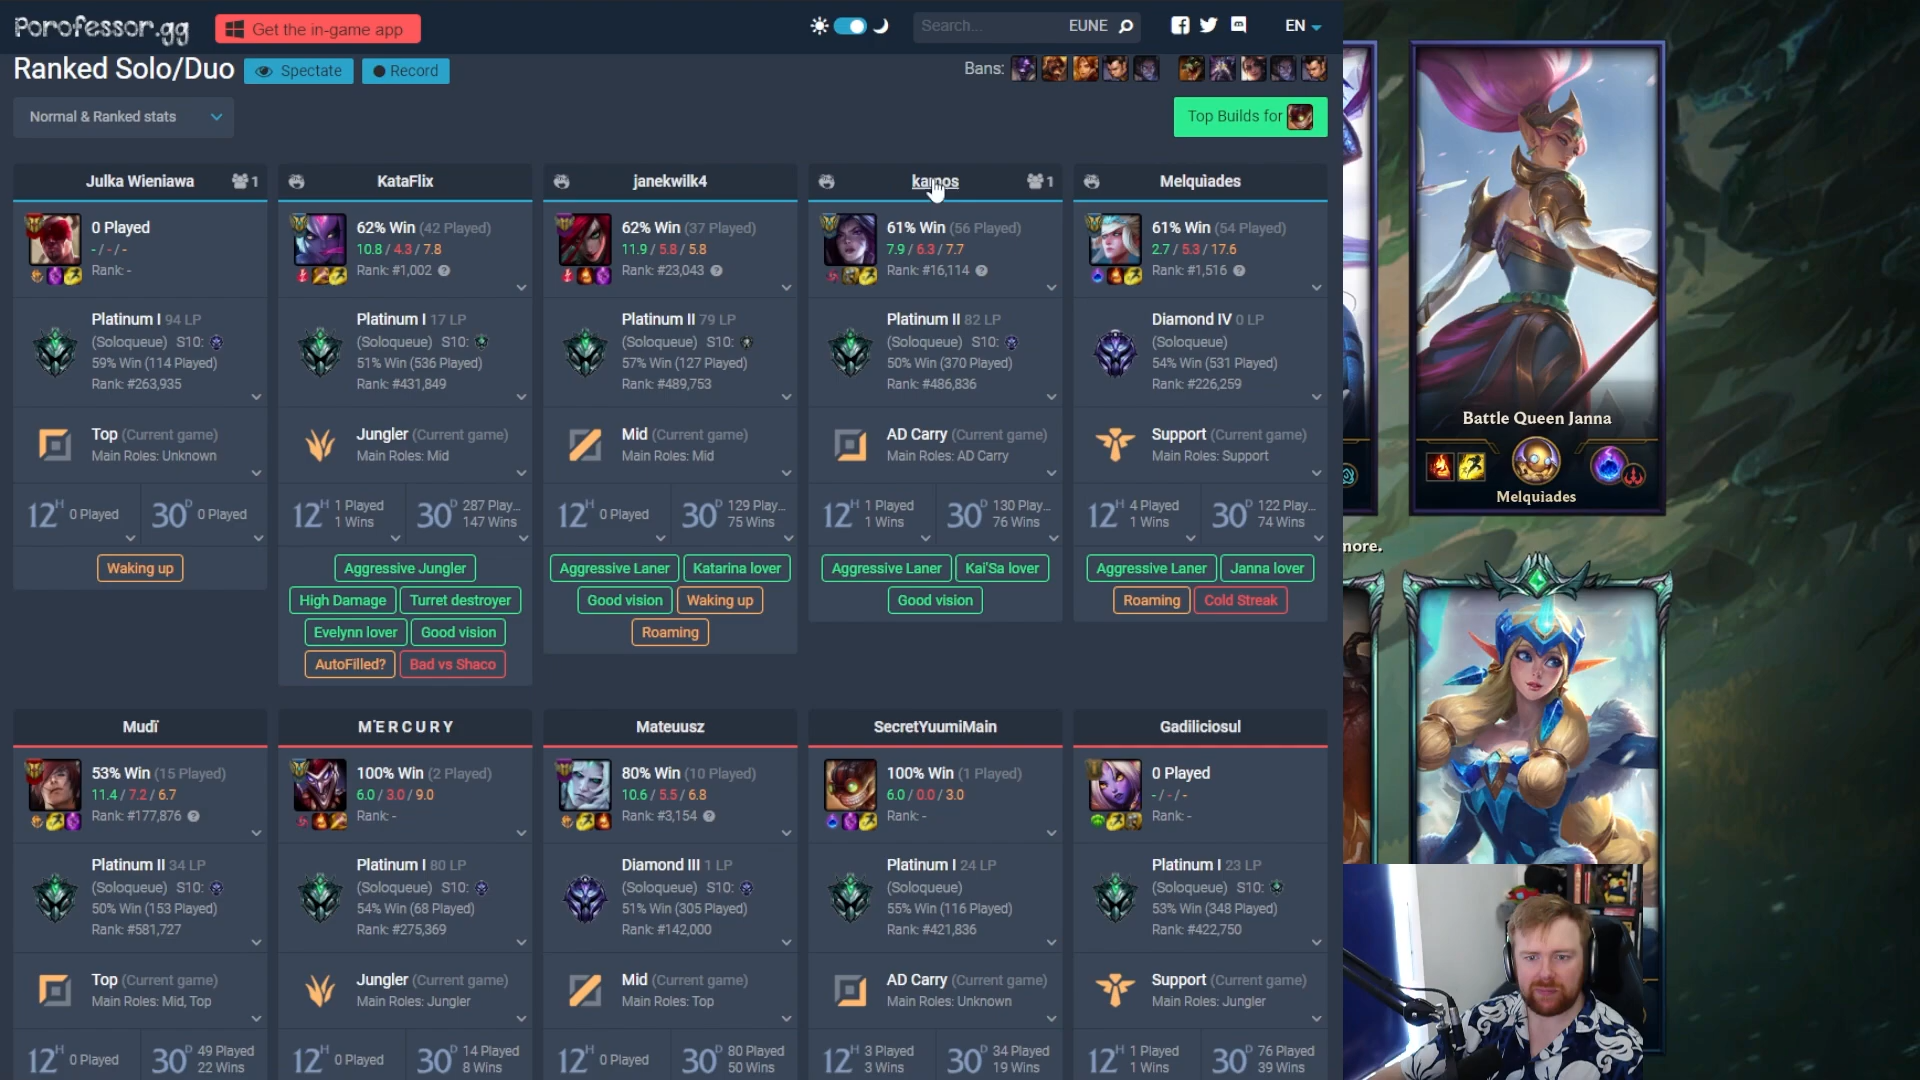 Porofessor.gg
Get the in-game app
Search...
EUNE
EN
Ranked Solo/Duo
Spectate
Record
Bans:
Normal & Ranked stats
Top Builds for
Julka Wieniawa 1
0 Played
- / - / -
Rank: -
Platinum I 94 LP
(Soloqueue) S10:
59% Win (114 Played)
Rank: #263,935
Top (Current game)
Main Roles: Unknown
12H 0 Played
30D 0 Played
Waking up
KataFlix
62% Win (42 Played)
10.8 / 4.3 / 7.8
Rank: #1,002
Platinum I 17 LP
(Soloqueue) S10:
51% Win (536 Played)
Rank: #431,849
Jungler (Current game)
Main Roles: Mid
12H 1 Played
1 Wins
30D 287 Play...
147 Wins
Aggressive Jungler
High Damage Turret destroyer
Evelynn lover Good vision
AutoFilled? Bad vs Shaco
janekwilk4
62% Win (37 Played)
11.9 / 5.8 / 5.8
Rank: #23,043
Platinum II 79 LP
(Soloqueue) S10:
57% Win (127 Played)
Rank: #489,753
Mid (Current game)
Main Roles: Mid
12H 0 Played
30D 129 Play...
75 Wins
Aggressive Laner Katarina lover
Good vision Waking up
Roaming
1
61% Win (56 Played)
7.9 / 6.3 / 7.7
Rank: #16,114
Platinum II 82 LP
(Soloqueue) S10:
50% Win (370 Played)
Rank: #486,836
AD Carry (Current game)
Main Roles: AD Carry
12H 1 Played
1 Wins
30D 130 Play...
76 Wins
Aggressive Laner Kai'Sa lover
Good vision
Melquiades
61% Win (54 Played)
2.7 / 5.3 / 17.6
Rank: #1,516
Diamond IV 0 LP
(Soloqueue)
54% Win (531 Played)
Rank: #226,259
Support (Current game)
Main Roles: Support
12H 4 Played
1 Wins
30D 122 Play...
74 Wins
Aggressive Laner Janna lover
Roaming Cold Streak
Mudï
53% Win (15 Played)
11.4 / 7.2 / 6.7
Rank: #177,876
Platinum II 34 LP
(Soloqueue) S10:
50% Win (153 Played)
Rank: #581,727
Top (Current game)
Main Roles: Mid, Top
12H 0 Played
30D 49 Played
22 Wins
MERCURY
100% Win (2 Played)
6.0 / 3.0 / 9.0
Rank: -
Platinum I 80 LP
(Soloqueue) S10:
54% Win (68 Played)
Rank: #275,369
Jungler (Current game)
Main Roles: Jungler
12H 0 Played
30D 14 Played
8 Wins
Mateuusz
80% Win (10 Played)
10.6 / 5.5 / 6.8
Rank: #3,154
Diamond III 1 LP
(Soloqueue) S10:
51% Win (305 Played)
Rank: #142,000
Mid (Current game)
Main Roles: Top
12H 0 Played
30D 80 Played
50 Wins
SecretYuumiMain
100% Win (1 Played)
6.0 / 0.0 / 3.0
Rank: -
Platinum I 24 LP
(Soloqueue)
55% Win (116 Played)
Rank: #421,836
AD Carry (Current game)
Main Roles: Unknown
12H 3 Played
3 Wins
30D 34 Played
19 Wins
Gadiliciosul
0 Played
- / - / -
Rank: -
Platinum I 23 LP
(Soloqueue) S10:
53% Win (348 Played)
Rank: #422,750
Support (Current game)
Main Roles: Jungler
12H 1 Played
1 Wins
30D 76 Played
39 Wins
Battle Queen Janna
Melquiades
more.